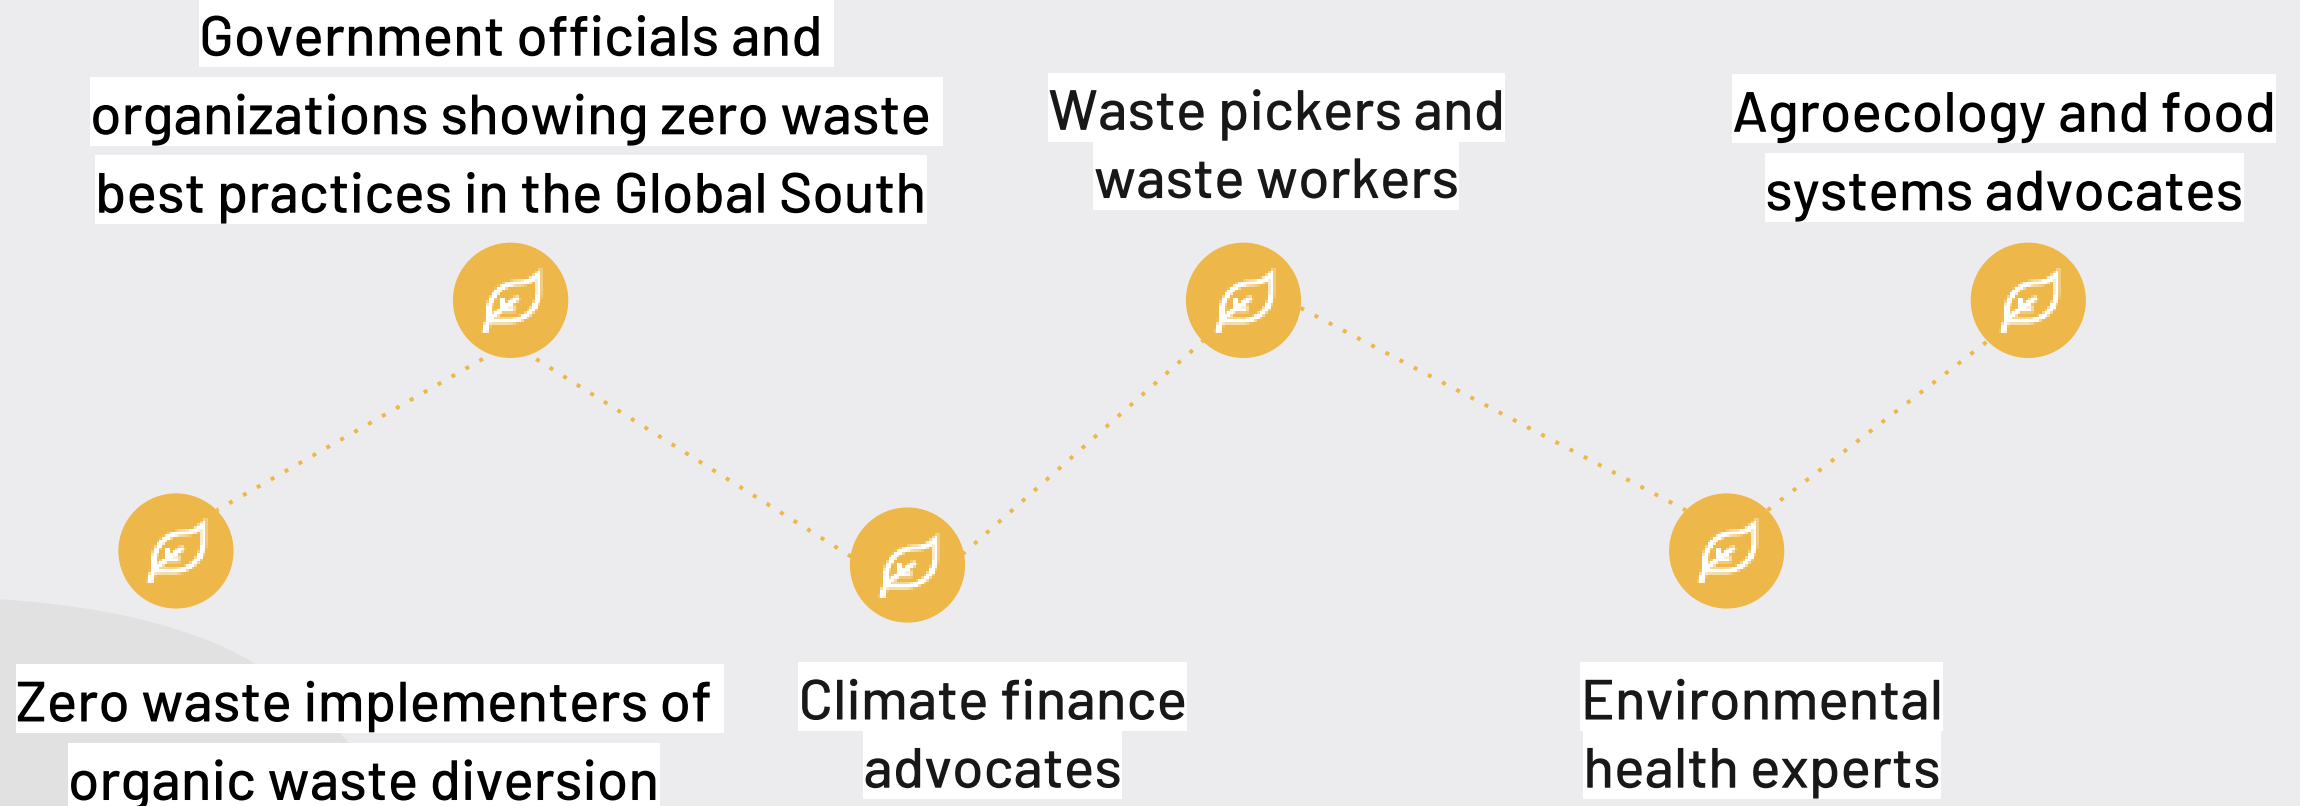 Government officials and
organizations showing zero waste
best practices in the Global South
Waste pickers and
waste workers
Agroecology and food
systems advocates
Zero waste implementers of
organic waste diversion
Climate finance
advocates
Environmental
health experts